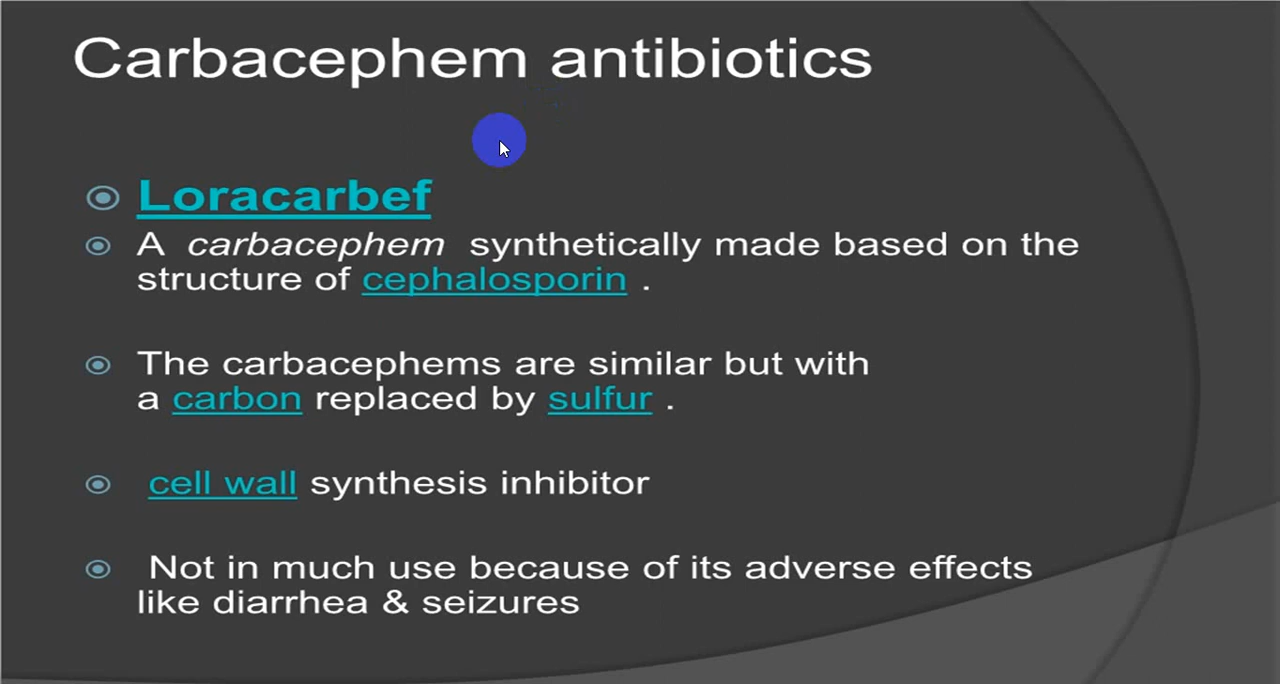 Carbacephem antibiotics
Loracarbef
A carbacephem synthetically made based on the
structure of cephalosporin .
The carbacephems are similar but with
a carbon replaced by sulfur .
cell wall synthesis inhibitor
Not in much use because of its adverse effects
like diarrhea & seizures